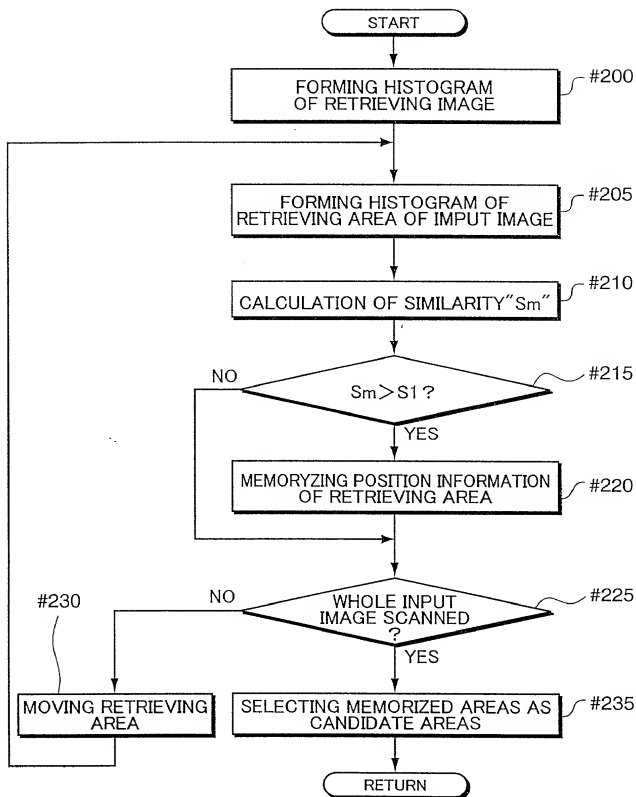 START
FORMING HISTOGRAM
OF RETRIEVING IMAGE
#200
FORMING HISTOGRAM OF
RETRIEVING AREA OF IMPUT IMAGE
#205
CALCULATION OF SIMILARITY"Sm"
#210
Sm>S1?
#215
NO
YES
MEMORYZING POSITION INFORMATION
OF RETRIEVING AREA
#220
WHOLE INPUT
IMAGE SCANNED
?
#225
NO
YES
#230
MOVING RETRIEVING
AREA
SELECTING MEMORIZED AREAS AS
CANDIDATE AREAS
#235
RETURN